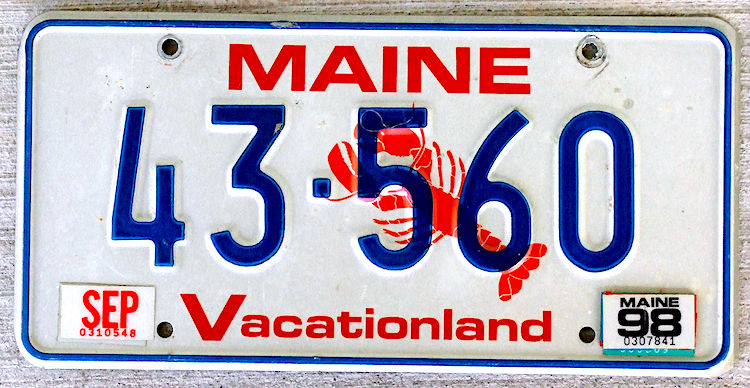 MAINE
43·560
SEP
0310548
Vacationland
MAINE
98
0307841